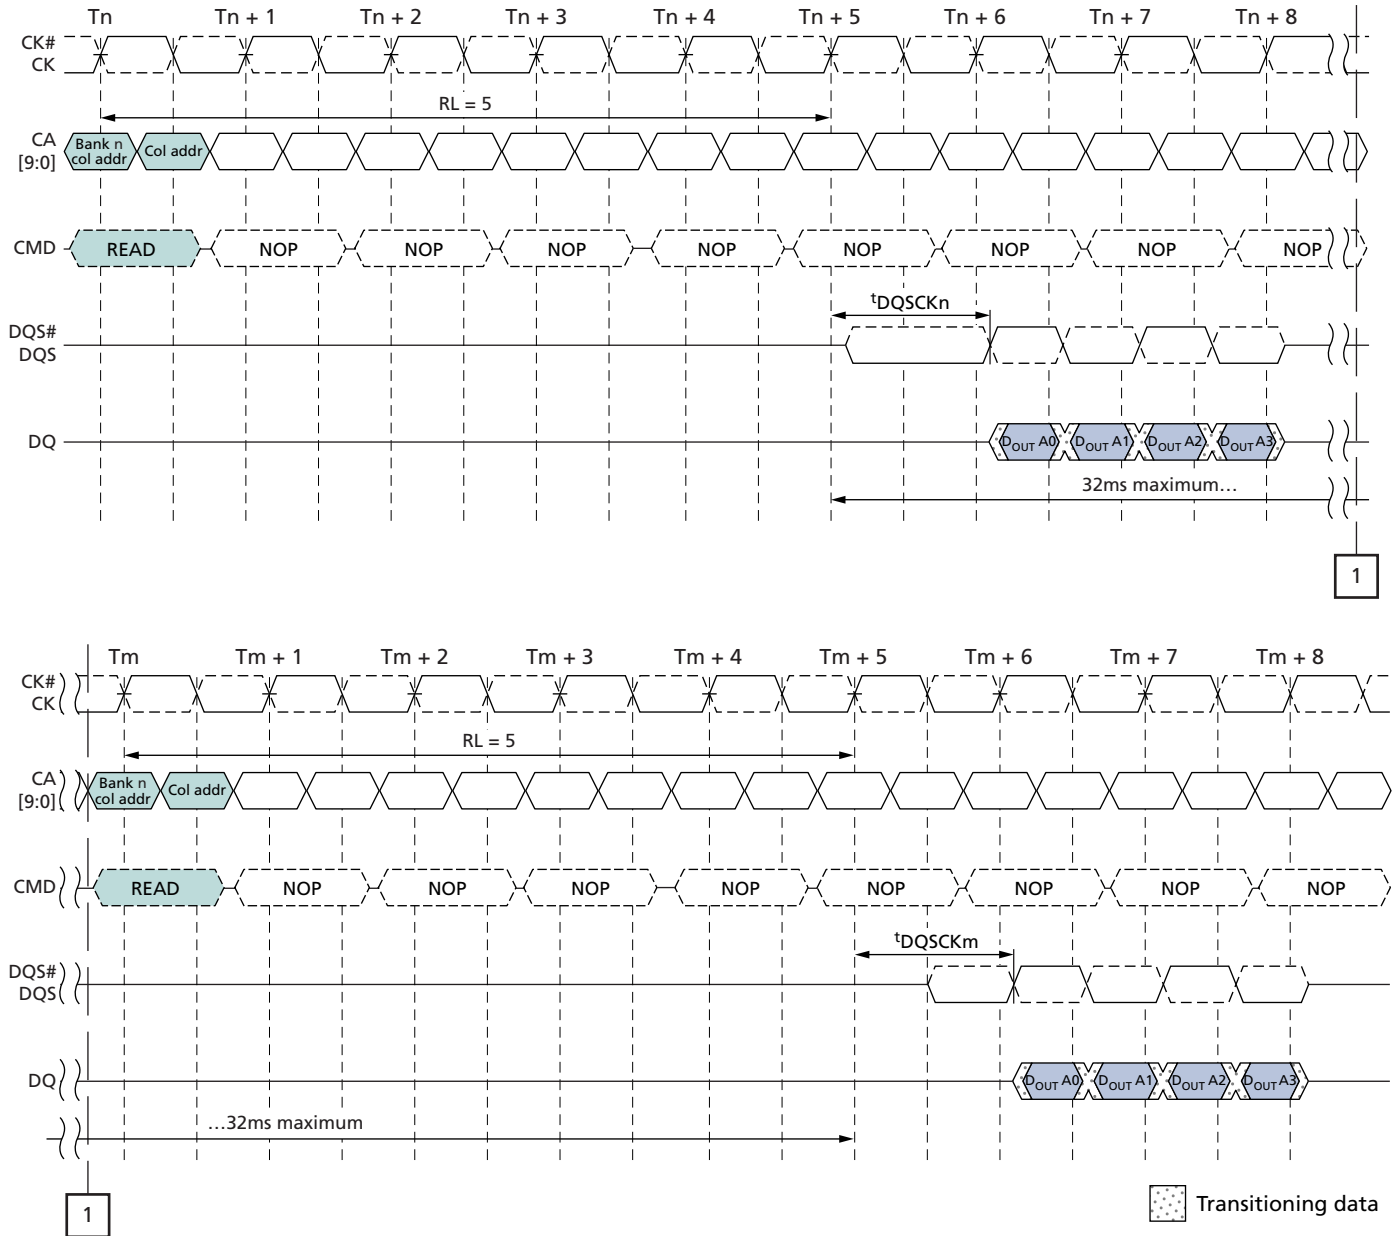 Tn Tn + 1 Tn + 2 Tn + 3 Tn + 4 Tn + 5 Tn + 6 Tn + 7 Tn + 8
CK#
CK
RL = 5
CA
[9:0]
Bank n
col addr
Col addr
CMD READ NOP NOP NOP NOP NOP NOP NOP NOP
tDQSCKn
DQS#
DQS
DQ DOUT A0 DOUT A1 DOUT A2 DOUT A3
32ms maximum…
1
Tm Tm + 1 Tm + 2 Tm + 3 Tm + 4 Tm + 5 Tm + 6 Tm + 7 Tm + 8
CK#
CK
RL = 5
CA
[9:0]
Bank n
col addr
Col addr
CMD READ NOP NOP NOP NOP NOP NOP NOP NOP
tDQSCKm
DQS#
DQS
DQ DOUT A0 DOUT A1 DOUT A2 DOUT A3
…32ms maximum
1
Transitioning data